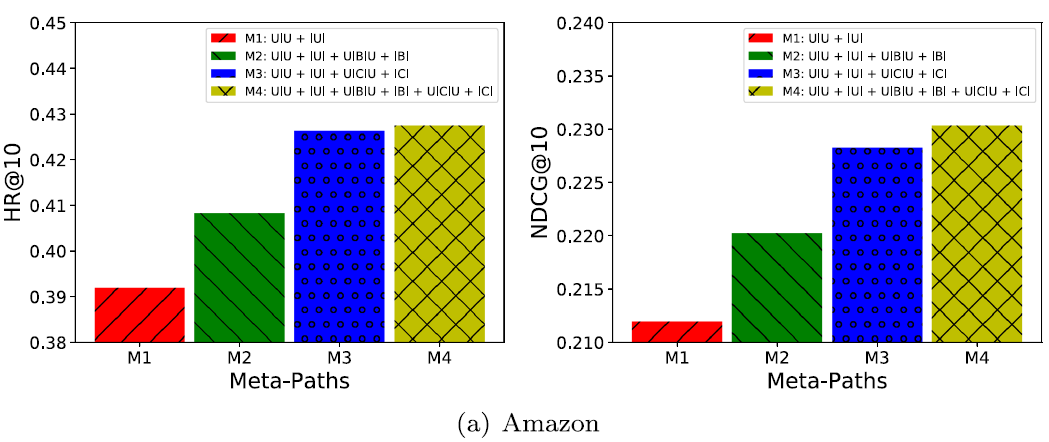 0.45
0.44
0.43
0.42
0.41
0.40
0.39
0.38
HR@10
M1: UIU + IUI
M2: UIU + IUI + UIBIU + IBI
M3: UIU + IUI + UICIU + ICI
M4: UIU + IUI + UIBIU + IBI + UICIU + ICI
M1 M2 M3 M4
Meta-Paths
0.240
0.235
0.230
0.225
0.220
0.215
0.210
NDCG@10
M1: UIU + IUI
M2: UIU + IUI + UIBIU + IBI
M3: UIU + IUI + UICIU + ICI
M4: UIU + IUI + UIBIU + IBI + UICIU + ICI
M1 M2 M3 M4
Meta-Paths
(a) Amazon